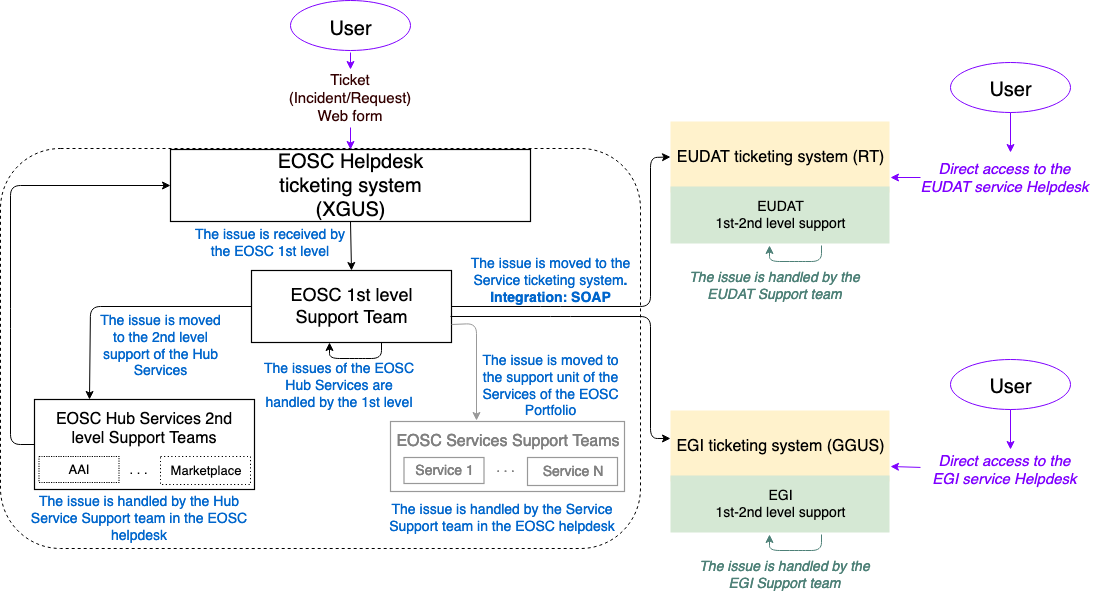 User
Ticket
(Incident/Request)
Web form
EOSC Helpdesk
ticketing system
(XGUS)
The issue is received by
the EOSC 1st level
EOSC 1st level
Support Team
The issue is moved to the
Service ticketing system.
Integration: SOAP
The issue is moved
to the 2nd level
support of the Hub
Services
The issues of the EOSC
Hub Services are
handled by the 1st level
The issue is moved to
the support unit of the
Services of the EOSC
Portfolio
EOSC Hub Services 2nd
level Support Teams
AAI
. . .
Marketplace
The issue is handled by the Hub
Service Support team in the EOSC
helpdesk
EOSC Services Support Teams
Service 1
. . .
Service N
The issue is handled by the Service
Support team in the EOSC helpdesk
EUDAT ticketing system (RT)
EUDAT
1st-2nd level support
The issue is handled by the
EUDAT Support team
User
Direct access to the
EUDAT service Helpdesk
EGI ticketing system (GGUS)
EGI
1st-2nd level support
The issue is handled by the
EGI Support team
User
Direct access to the
EGI service Helpdesk